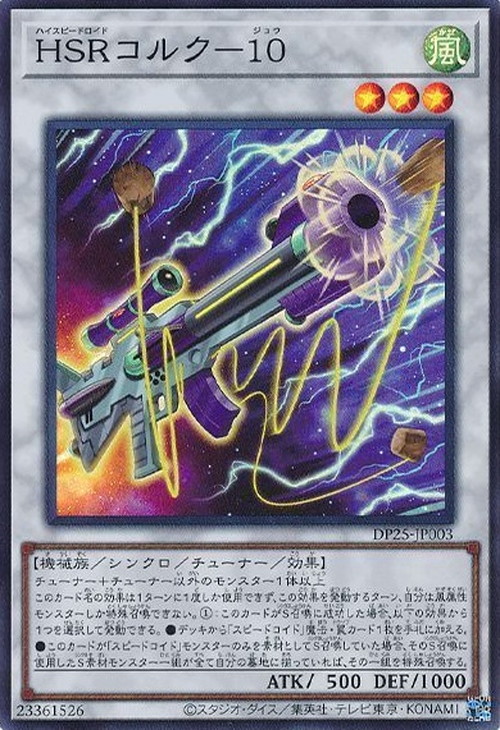 ハイスピードロイド ジュウ
HSRコルク−10
かぜ
風
DP25-JP003
【機械族／シンクロ／チューナー／効果】
チューナー＋チューナー以外のモンスター1体以上
このカード名の効果は1ターンに1度しか使用できず、この効果を発動するターン、自分は風属性
モンスターしか特殊召喚できない。①：このカードがS召喚に成功した場合、以下の効果から
1つを選択して発動できる。●デッキから「スピードロイド」魔法・罠カード1枚を手札に加える。
●このカードが「スピードロイド」モンスターのみを素材としてS召喚していた場合、そのS召喚に
使用したS素材モンスター一組が全て自分の墓地に揃っていれば、その一組を特殊召喚する。
ATK/ 500 DEF/1000
23361526
©スタジオ・ダイス／集英社・テレビ東京・KONAMI